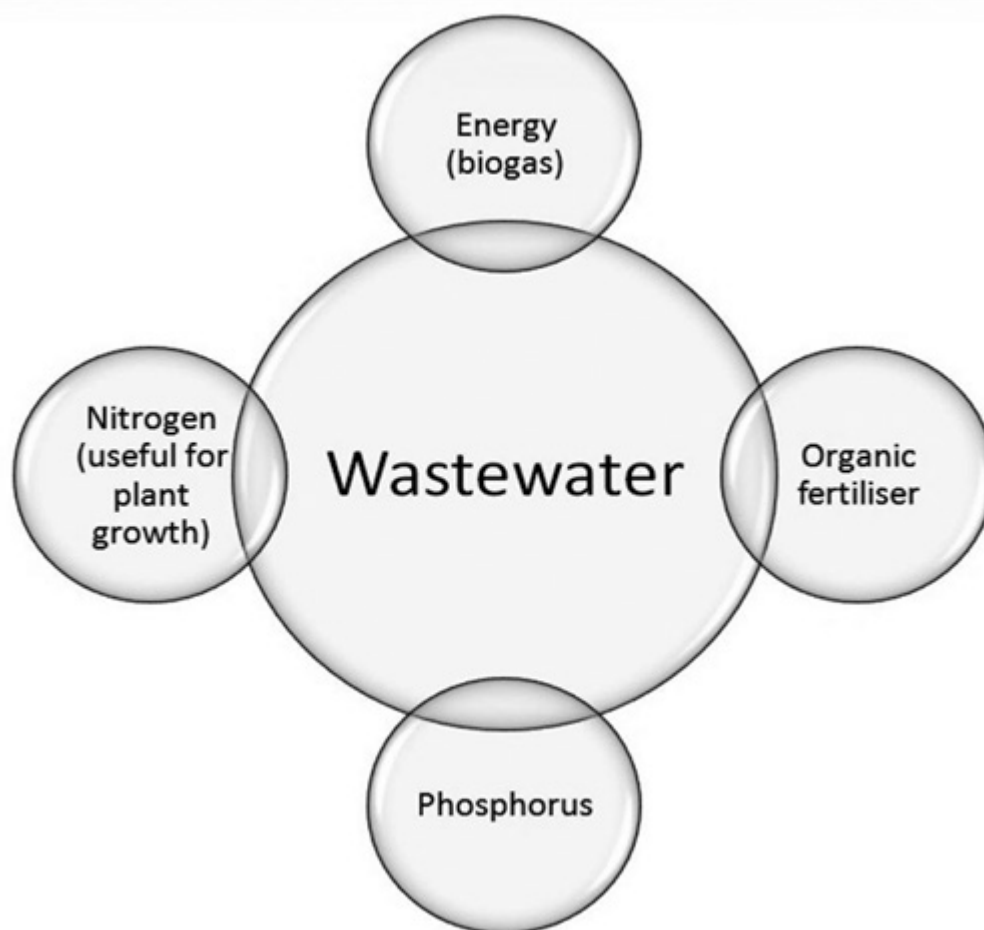 Energy
(biogas)
Nitrogen
(useful for
plant
growth)
Wastewater
Organic
fertiliser
Phosphorus